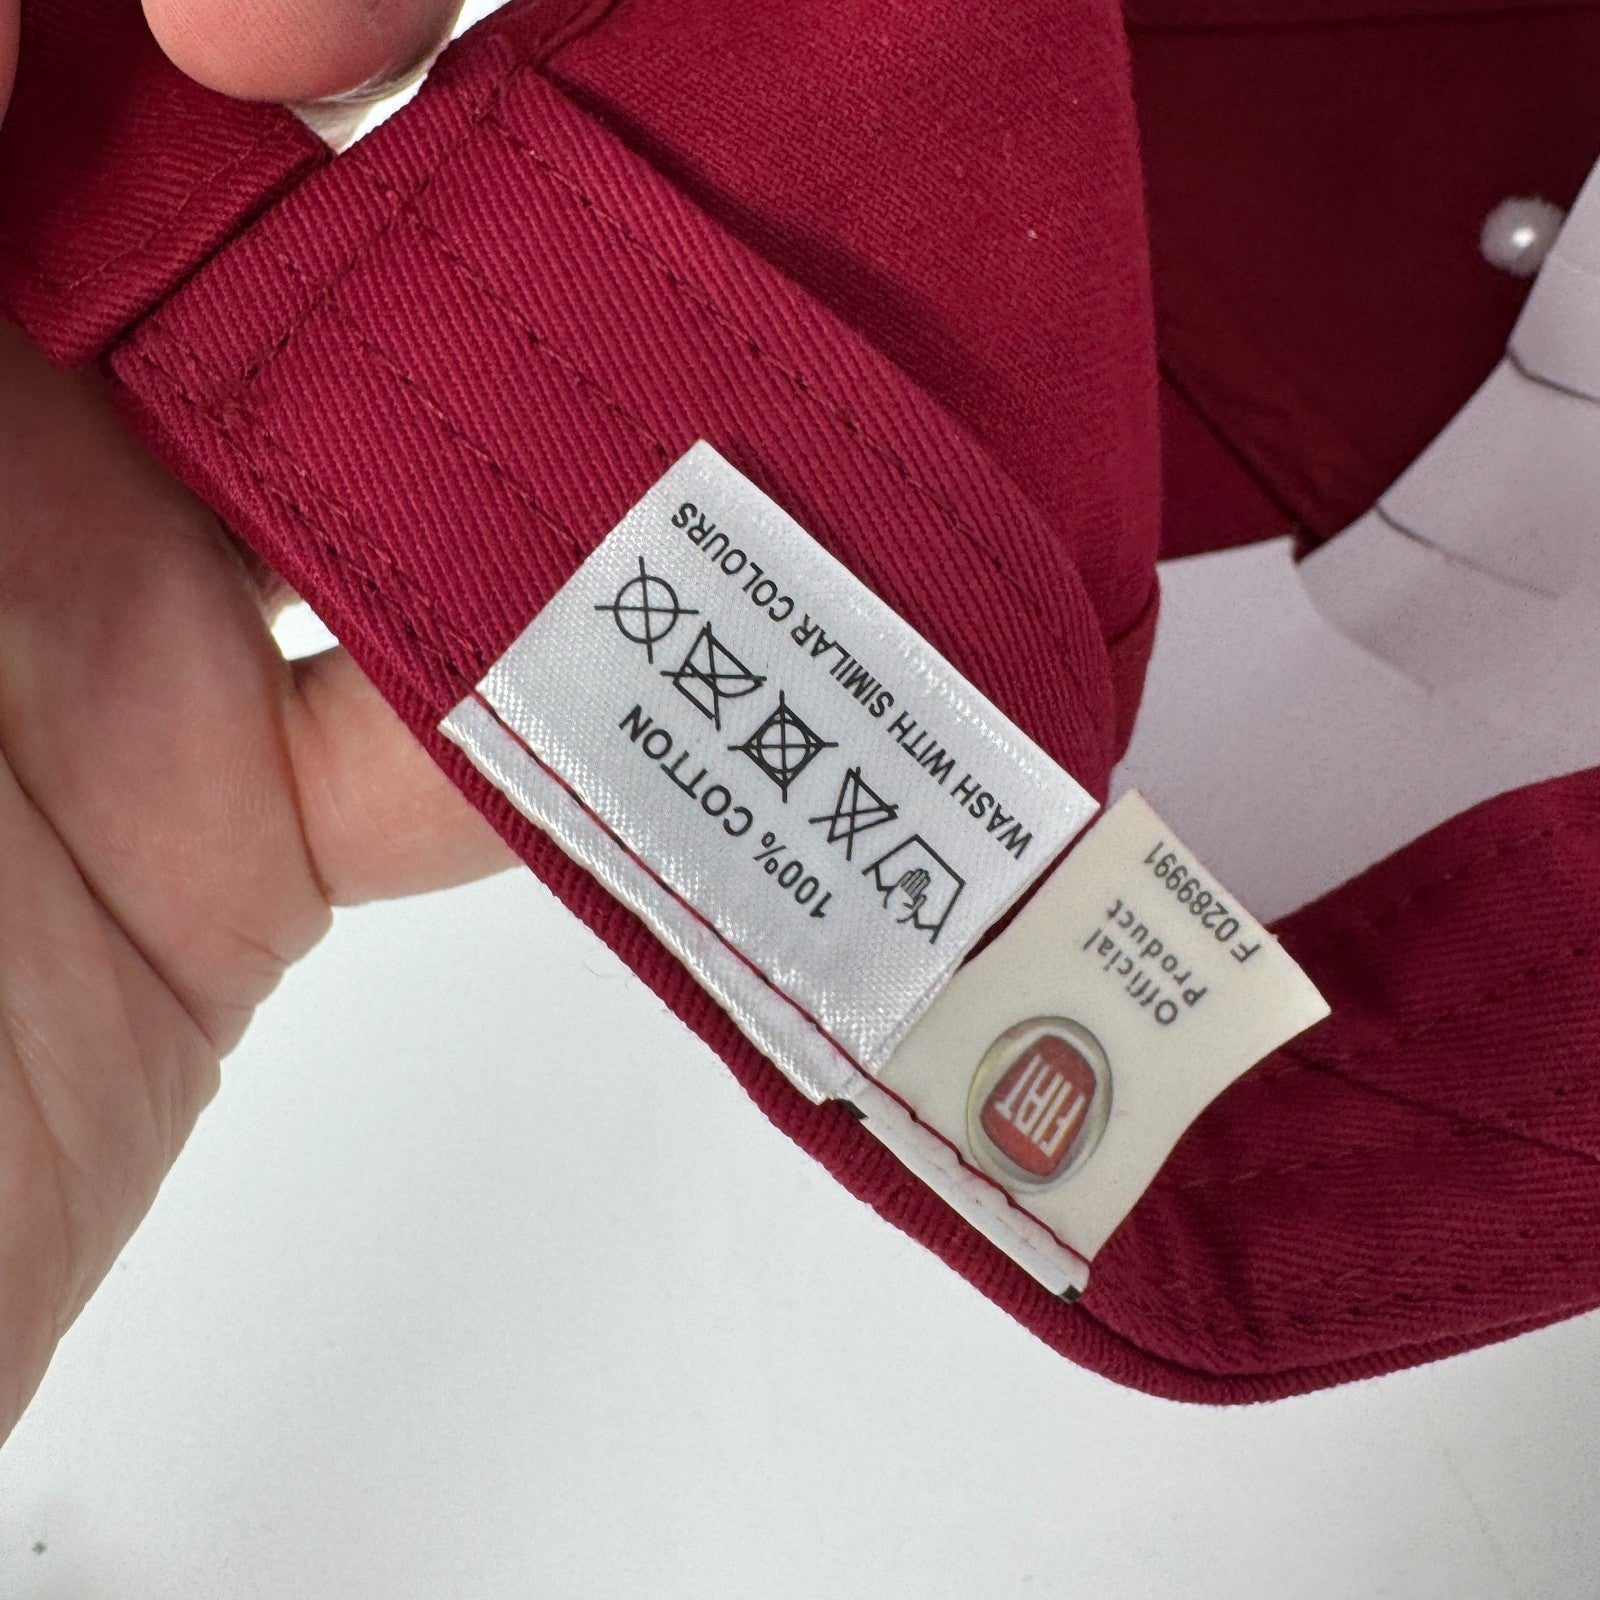 100% COTTON
WASH WITH SIMILAR COLOURS
FIAT
Official
Product
F 0289991